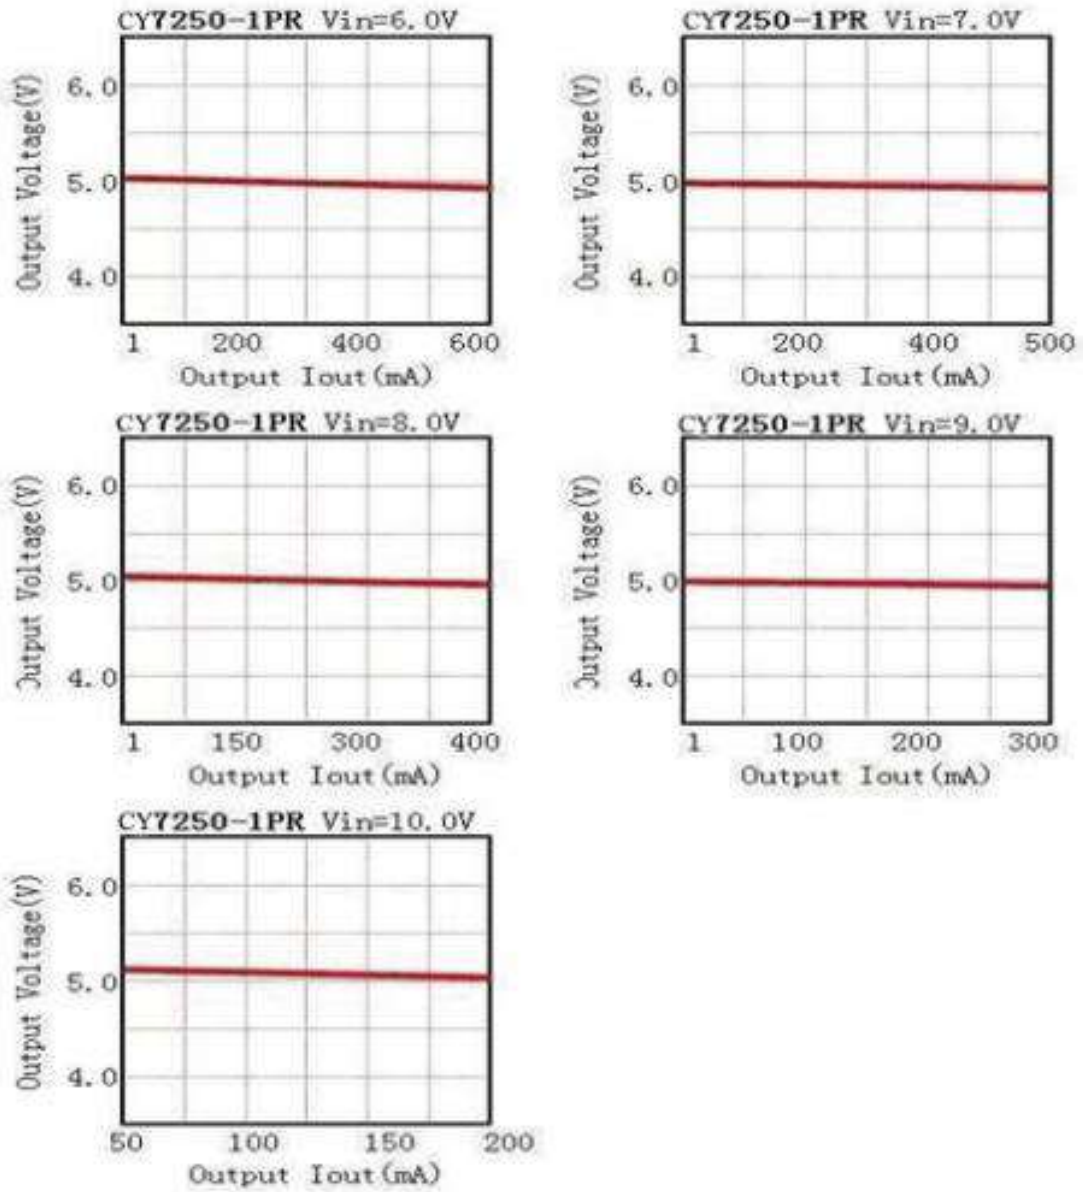 CY7250-1PR Vin=6.0V
Output Voltage(V)
6.0
5.0
4.0
1 200 400 600
Output Iout(mA)
CY7250-1PR Vin=7.0V
Output Voltage(V)
6.0
5.0
4.0
1 200 400 500
Output Iout(mA)
CY7250-1PR Vin=8.0V
Output Voltage(V)
6.0
5.0
4.0
1 150 300 400
Output Iout(mA)
CY7250-1PR Vin=9.0V
Output Voltage(V)
6.0
5.0
4.0
1 100 200 300
Output Iout(mA)
CY7250-1PR Vin=10.0V
Output Voltage(V)
6.0
5.0
4.0
50 100 150 200
Output Iout(mA)